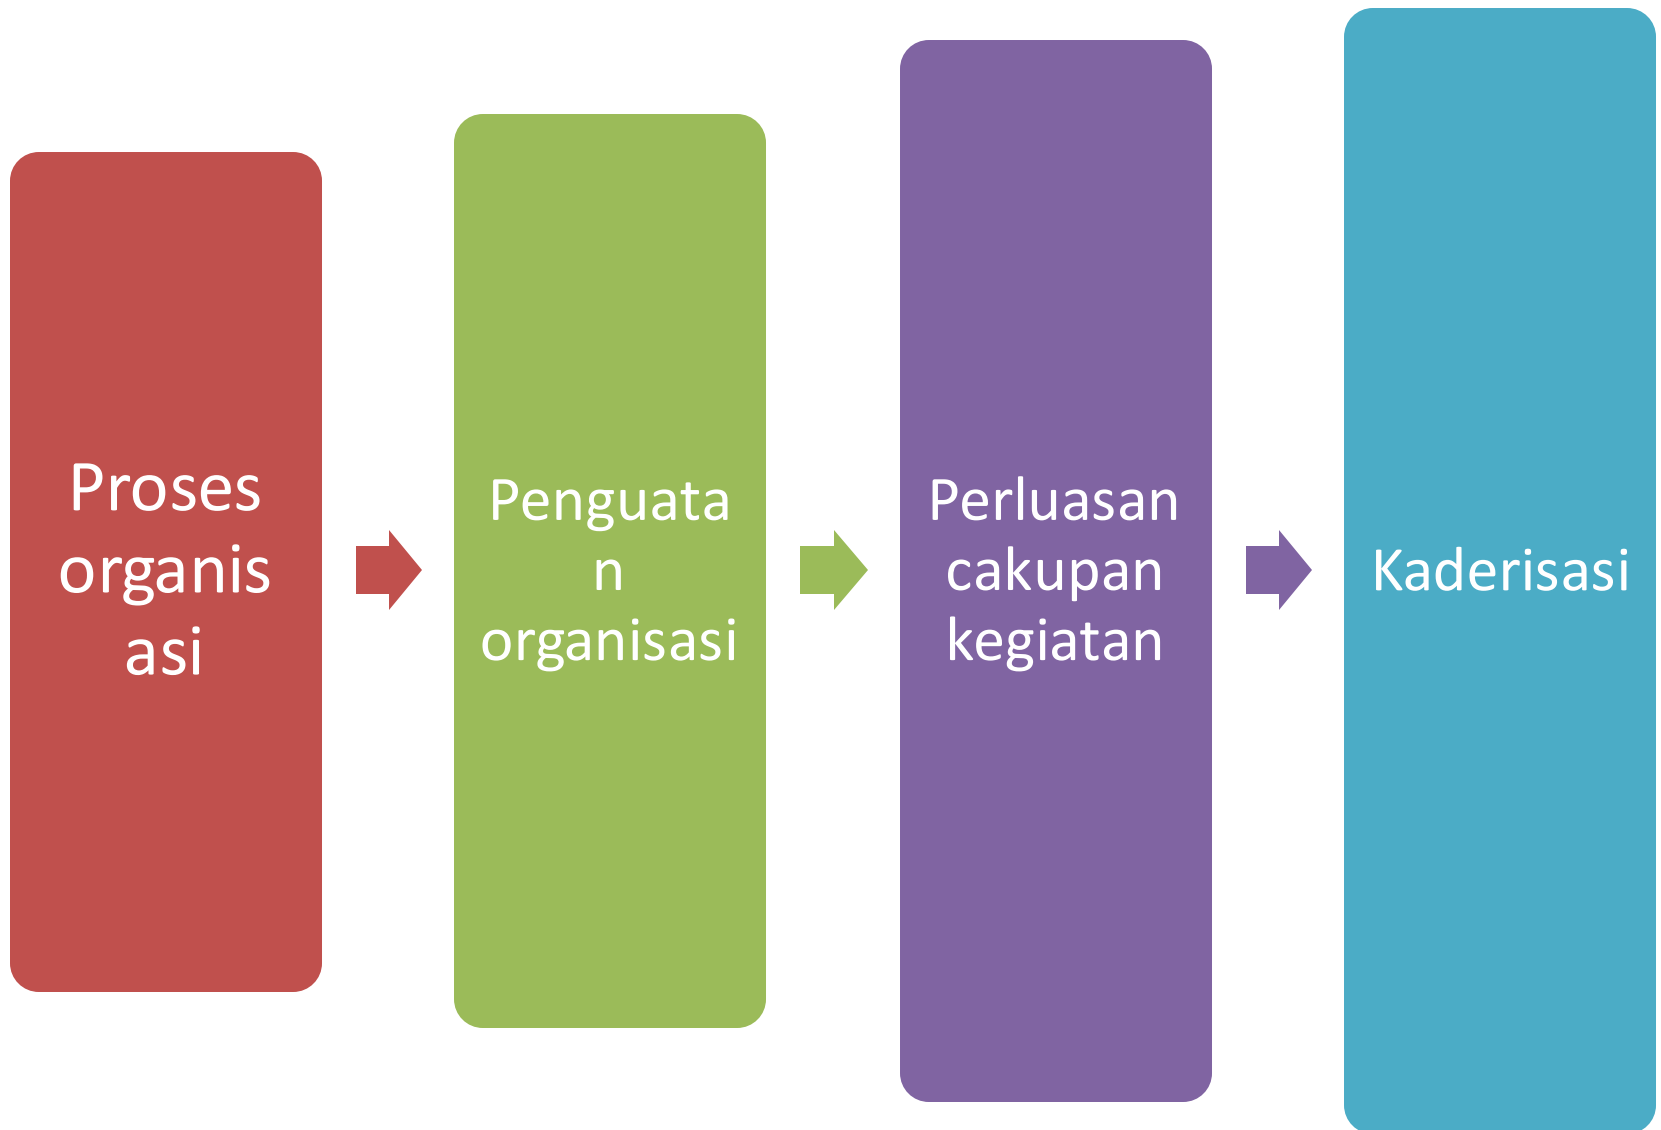 Proses
organis
asi
Penguata
n
organisasi
Perluasan
cakupan
kegiatan
Kaderisasi